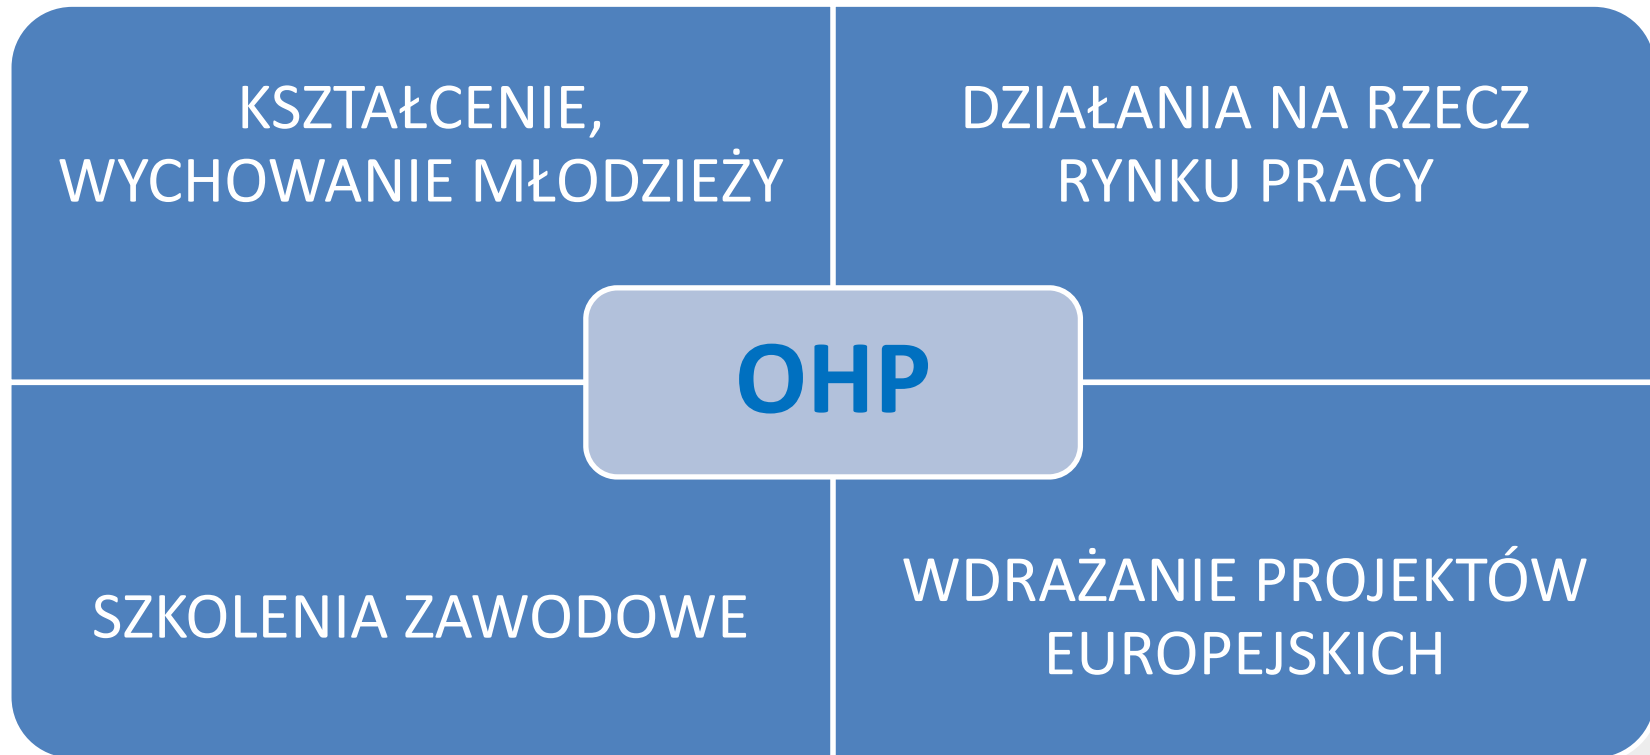 KSZTAŁCENIE,
WYCHOWANIE MŁODZIEŻY
DZIAŁANIA NA RZECZ
RYNKU PRACY
OHP
SZKOLENIA ZAWODOWE
WDRAŻANIE PROJEKTÓW
EUROPEJSKICH